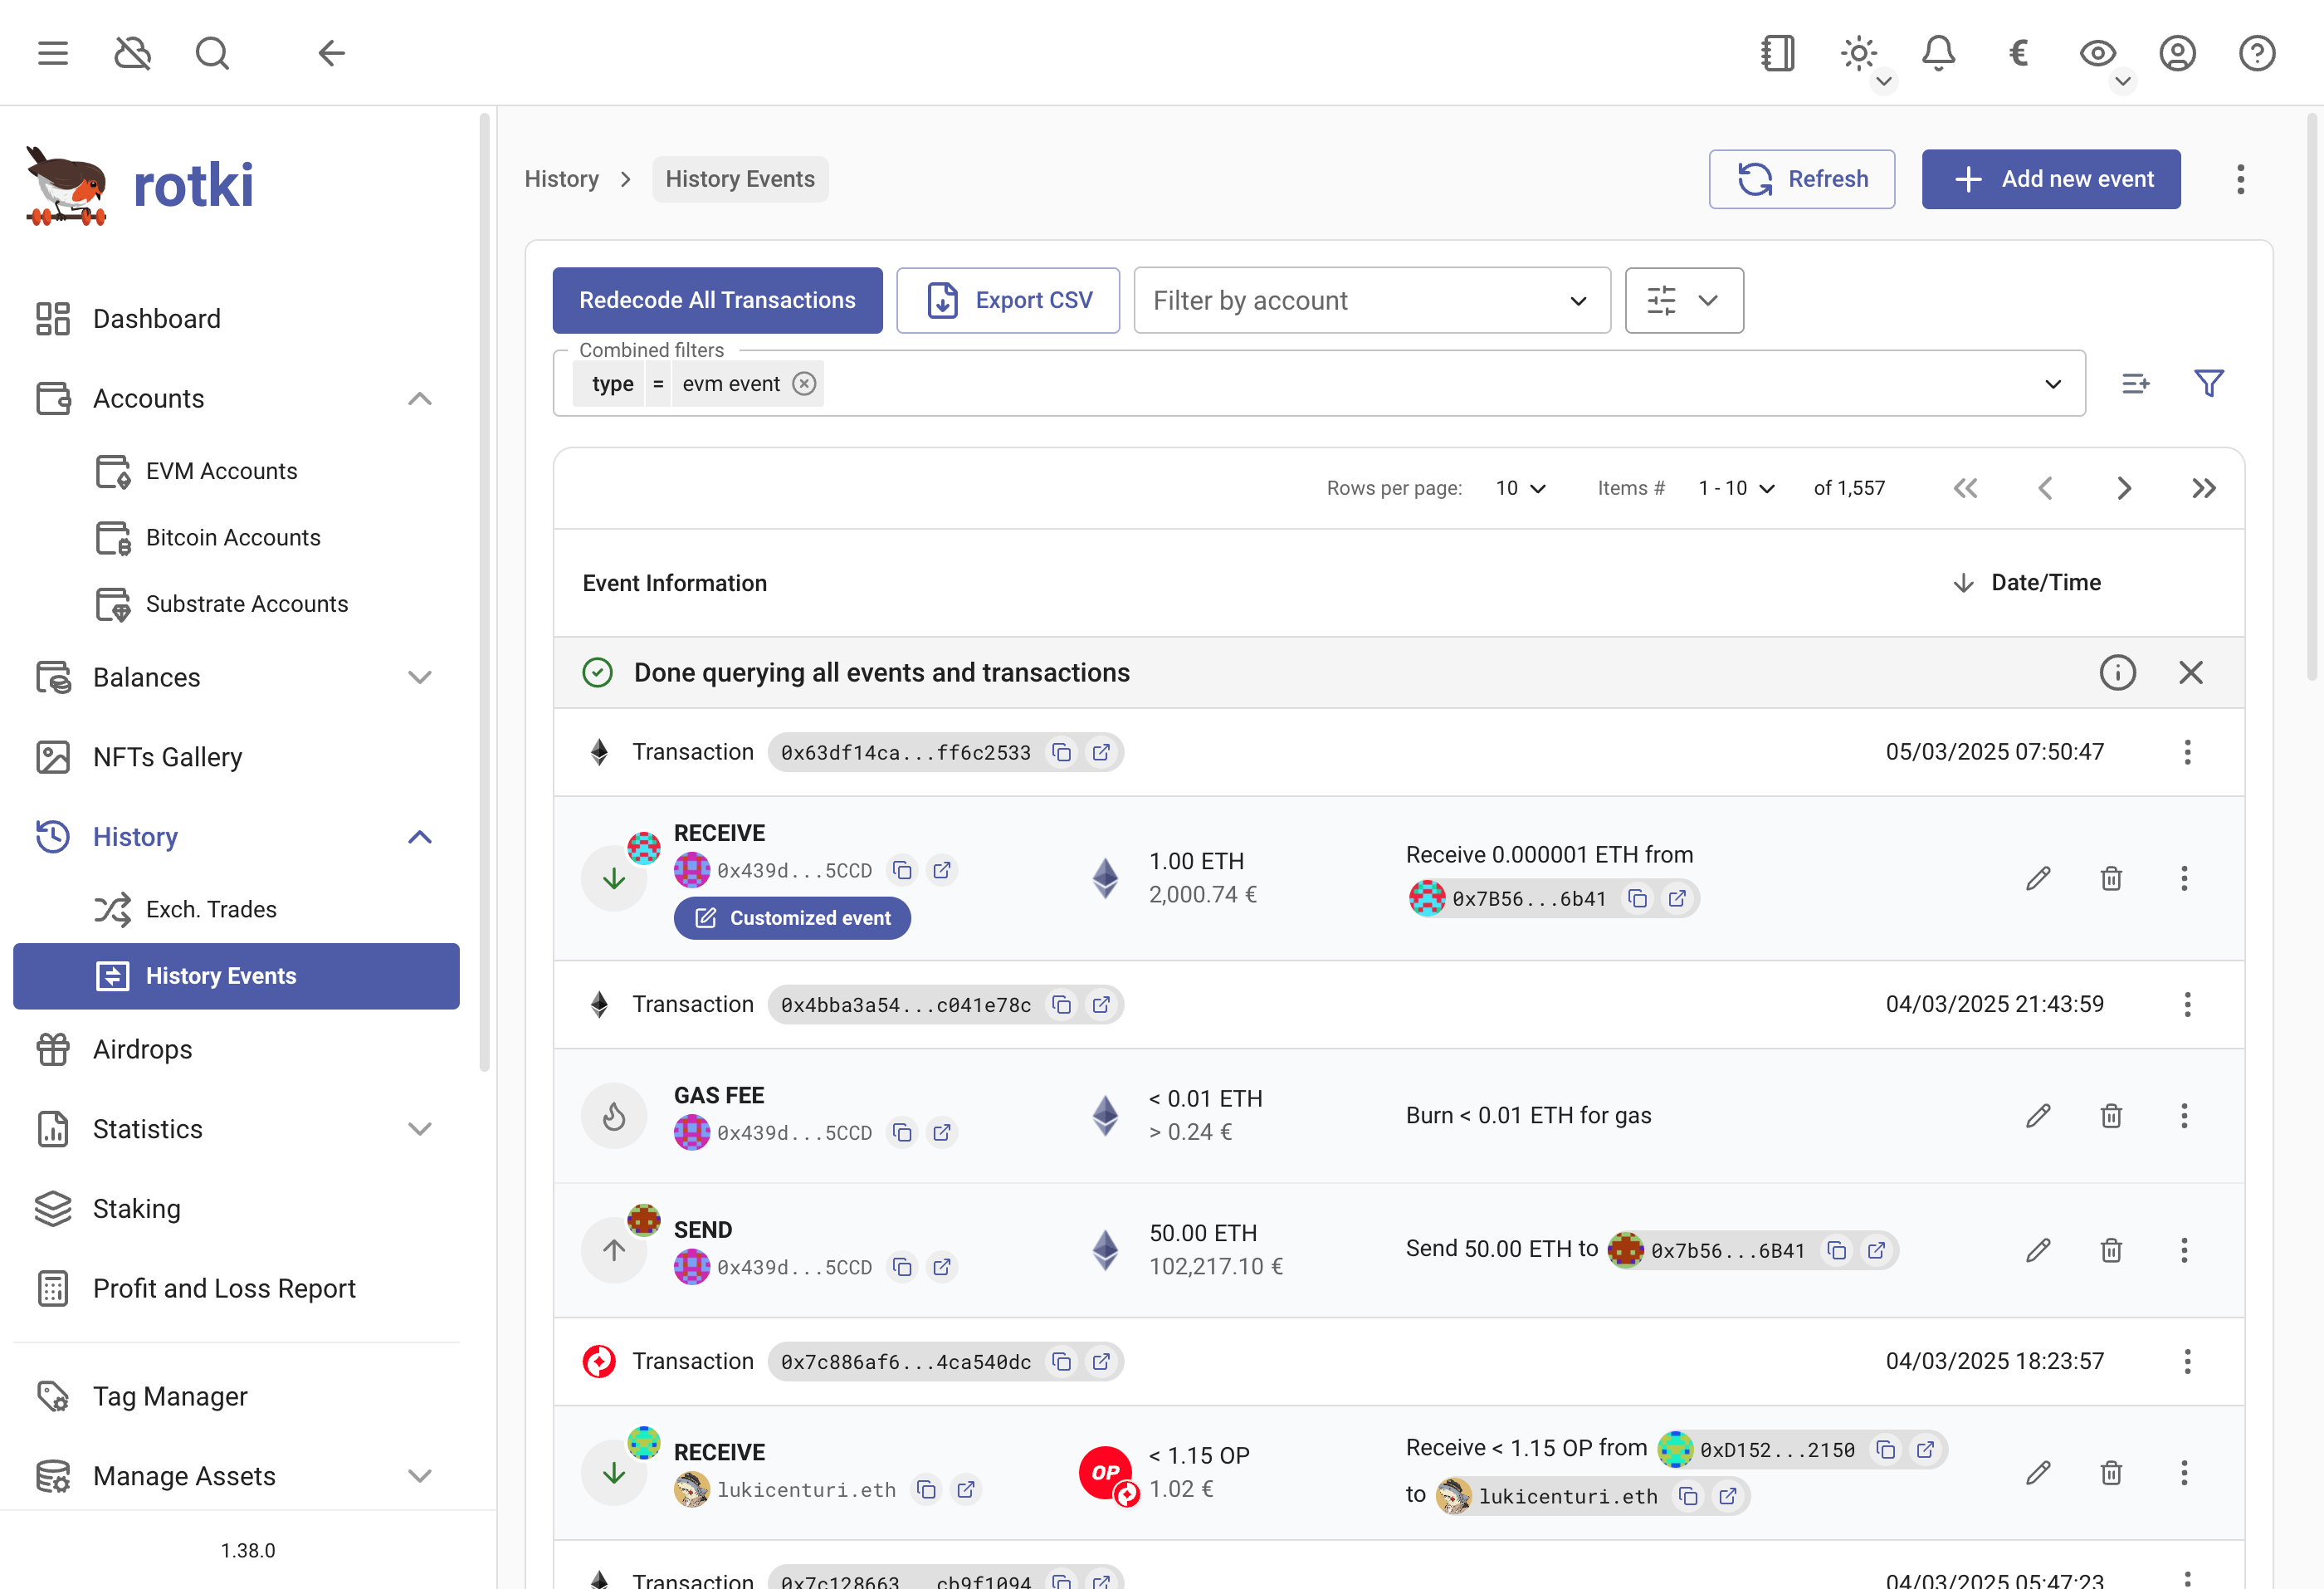 €
rotki
Dashboard
Accounts
EVM Accounts
Bitcoin Accounts
Substrate Accounts
Balances
NFTs Gallery
History
Exch. Trades
History Events
Airdrops
Statistics
Staking
Profit and Loss Report
Tag Manager
Manage Assets
1.38.0
History > History Events
Refresh
Add new event
Redecode All Transactions
Export CSV
Filter by account
Combined filters
type = evm event
Rows per page: 10 Items # 1 - 10 of 1,557
Event Information
Date/Time
Done querying all events and transactions
Transaction 0x63df14ca...ff6c2533 05/03/2025 07:50:47
RECEIVE
0x439d...5CCD
Customized event
1.00 ETH
2,000.74 €
Receive 0.000001 ETH from
0x7B56...6b41
Transaction 0x4bba3a54...c041e78c 04/03/2025 21:43:59
GAS FEE
0x439d...5CCD
< 0.01 ETH
> 0.24 €
Burn < 0.01 ETH for gas
SEND
0x439d...5CCD
50.00 ETH
102,217.10 €
Send 50.00 ETH to 0x7b56...6B41
Transaction 0x7c886af6...4ca540dc 04/03/2025 18:23:57
RECEIVE
lukicenturi.eth
OP
< 1.15 OP
1.02 €
Receive < 1.15 OP from 0xD152...2150
to lukicenturi.eth
Transaction 0x7c128663...cb9f1094 04/03/2025 05:47:23